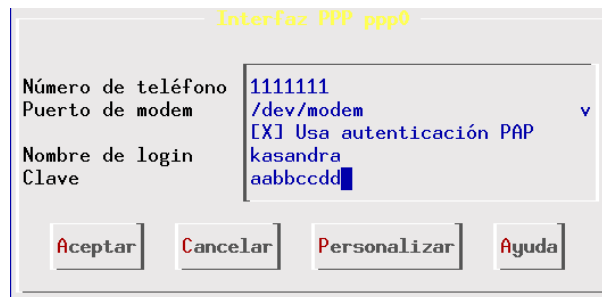 Interfaz PPP ppp0
Número de teléfono 1111111
Puerto de modem /dev/modem v
[X] Usa autenticación PAP
Nombre de login kasandra
Clave aabbccdd
Aceptar Cancelar Personalizar Ayuda